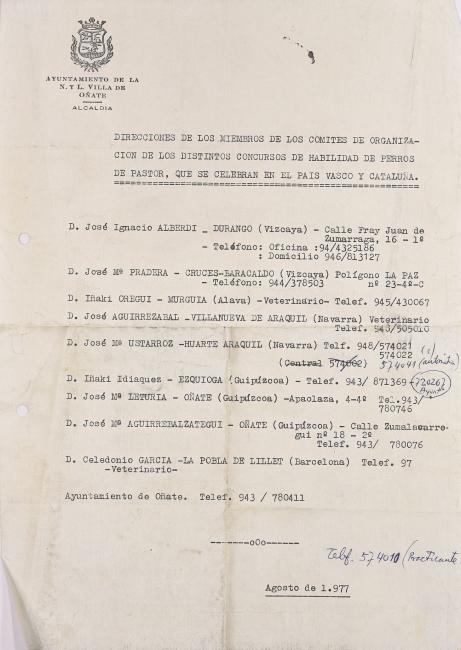 AYUNTAMIENTO DE LA
N. Y L. VILLA DE
OÑATE
ALCALDIA
DIRECCIONES DE LOS MIEMBROS DE LOS COMITES DE ORGANIZA-
CION DE LOS DISTINTOS CONCURSOS DE HABILIDAD DE PERROS
DE PASTOR, QUE SE CELEBRAN EN EL PAIS VASCO Y CATALUÑA.
D. José Ignacio ALBERDI _ DURANGO (Vizcaya) - Calle Fray Juan de
Zumarraga, 16 - 1º
- Teléfono: Oficina :94/4325186
: Domicilio 946/813127
D. José Mª PRADERA - CRUCES-BARACALDO (Vizcaya) Polígono LA PAZ
- Teléfono: 944/378503 nº 23-4º-C
D. Iñaki OREGUI - MURGUIA (Alava) -Veterinario- Telef. 945/430067
D. José AGUIRREZABAL -VILLANUEVA DE ARAQUIL (Navarra) Veterinario
Telef. 943/505010
D. José Mª USTARROZ -HUARTE ARAQUIL (Navarra) Telf. 948/574021
574022
(Central 574002) 574041
D. Iñaki Idiaquez - EZQUIOGA (Guipúzcoa) - Telef. 943/ 871369 - 720267
D. José Mª LETURIA - OÑATE (Guipúzcoa) -Apaolaza, 4-4º Tel.943/
780746
D. José Mª AGUIRREBALZATEGUI - OÑATE (Guipúzcoa) - Calle Zumalacarre-
gui nº 18 - 2º
Telef. 943/ 780076
D. Celedonio GARCIA -LA POBLA DE LILLET (Barcelona) Telef. 97
-Veterinario-
Ayuntamiento de Oñate. Telef. 943 / 780411
-------oOo-------
Telf. 574010 (Practicante
Agosto de 1.977